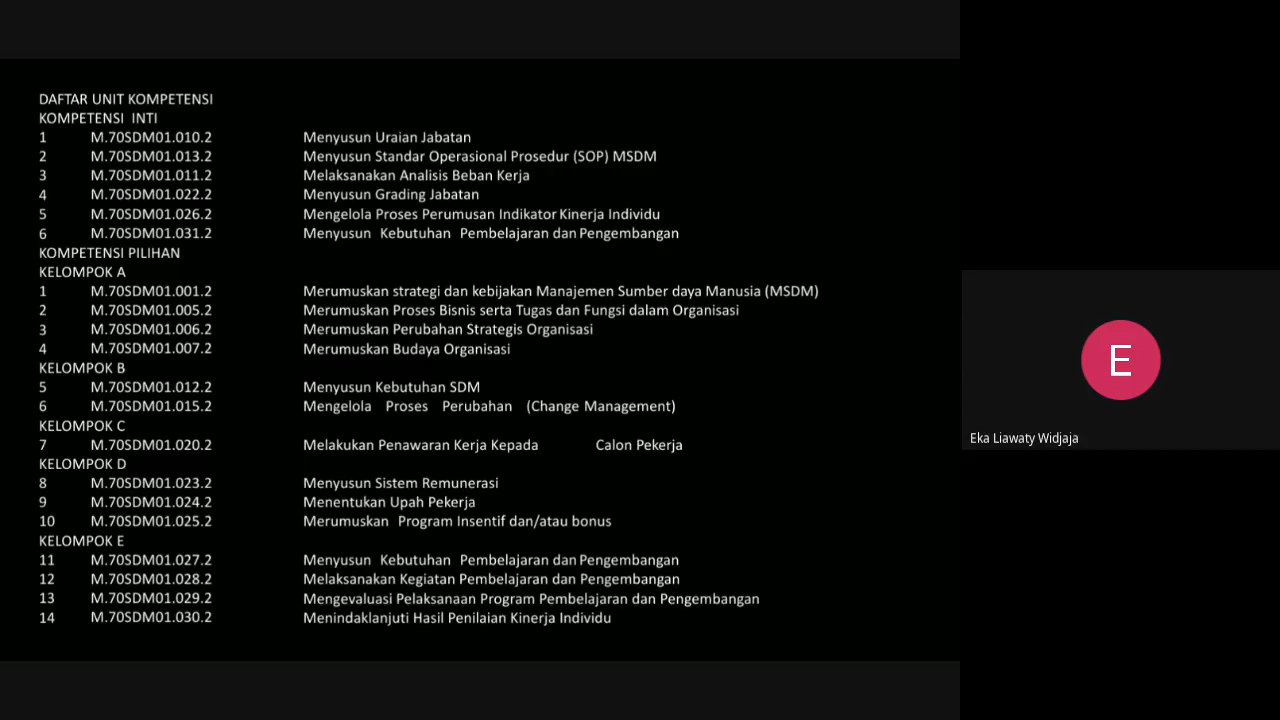 DAFTAR UNIT KOMPETENSI
KOMPETENSI INTI
1 M.70SDM01.010.2 Menyusun Uraian Jabatan
2 M.70SDM01.013.2 Menyusun Standar Operasional Prosedur (SOP) MSDM
3 M.70SDM01.011.2 Melaksanakan Analisis Beban Kerja
4 M.70SDM01.022.2 Menyusun Grading Jabatan
5 M.70SDM01.026.2 Mengelola Proses Perumusan Indikator Kinerja Individu
6 M.70SDM01.031.2 Menyusun Kebutuhan Pembelajaran dan Pengembangan
KOMPETENSI PILIHAN
KELOMPOK A
1 M.70SDM01.001.2 Merumuskan strategi dan kebijakan Manajemen Sumber daya Manusia (MSDM)
2 M.70SDM01.005.2 Merumuskan Proses Bisnis serta Tugas dan Fungsi dalam Organisasi
3 M.70SDM01.006.2 Merumuskan Perubahan Strategis Organisasi
4 M.70SDM01.007.2 Merumuskan Budaya Organisasi
KELOMPOK B
5 M.70SDM01.012.2 Menyusun Kebutuhan SDM
6 M.70SDM01.015.2 Mengelola Proses Perubahan (Change Management)
KELOMPOK C
7 M.70SDM01.020.2 Melakukan Penawaran Kerja Kepada Calon Pekerja
KELOMPOK D
8 M.70SDM01.023.2 Menyusun Sistem Remunerasi
9 M.70SDM01.024.2 Menentukan Upah Pekerja
10 M.70SDM01.025.2 Merumuskan Program Insentif dan/atau bonus
KELOMPOK E
11 M.70SDM01.027.2 Menyusun Kebutuhan Pembelajaran dan Pengembangan
12 M.70SDM01.028.2 Melaksanakan Kegiatan Pembelajaran dan Pengembangan
13 M.70SDM01.029.2 Mengevaluasi Pelaksanaan Program Pembelajaran dan Pengembangan
14 M.70SDM01.030.2 Menindaklanjuti Hasil Penilaian Kinerja Individu
E
Eka Liawaty Widjaja